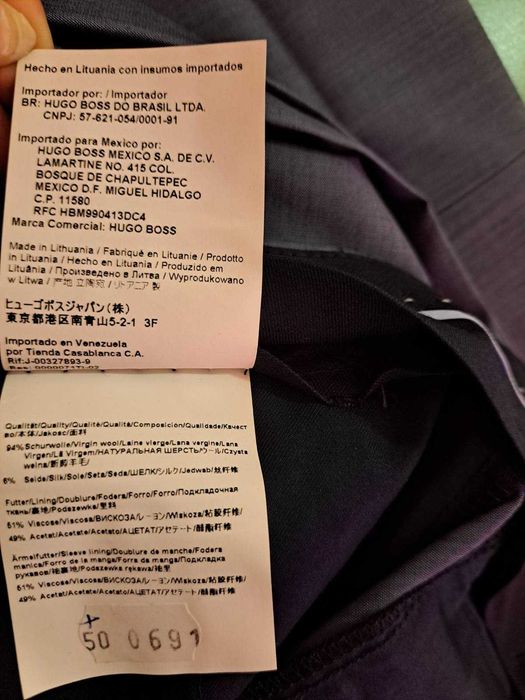 Hecho en Lituania con insumos importados
Importador por: / Importador
BR: HUGO BOSS DO BRASIL LTDA.
CNPJ: 57-621-054/0001-91
Importado para Mexico por:
HUGO BOSS MEXICO S.A. DE C.V.
LAMARTINE NO. 415 COL.
BOSQUE DE CHAPULTEPEC
MEXICO D.F. MIGUEL HIDALGO
C.P. 11580
RFC HBM990413DC4
Marca Comercial: HUGO BOSS
Made in Lithuania / Fabriqué en Lituanie / Prodotto
in Lituania / Hecho en Lituania / Produzido em
Lituânia / Произведено в Литва / Wyprodukowano
w Litwa / 产地 立陶宛 / リトアニア 製
ヒューゴボスジャパン(株)
東京都港区南青山5-2-1 3F
Importado en Venezuela
por Tienda Casablanca C.A.
Rif:J-00327893-9
Qualität/Quality/Qualité/Qualità/Composición/Qualidade/Качест
во/本体/Jakość/面料
94% Schurwolle/Virgin wool/Laine vierge/Lana vergine/Lana
Virgen/Lã Virgem/НАТУРАЛЬНАЯ ШЕРСТЬ/ウール/Czysta
wełna/新剪羊毛/
6% Seide/Silk/Soie/Seta/Seda/ШЕЛК/シルク/Jedwab/丝纤维
Futter/Lining/Doublure/Fodera/Forro/Forro/Подкладочная
ткань/裏地/Podszewka/里料
51% Viscose/Viscosa/ВИСКОЗА/レーヨン/Wiskoza/粘胶纤维/
49% Acetat/Acetate/Acetato/АЦЕТАТ/アセテート/醋酯纤维
Ärmelfutter/Sleeve lining/Doublure de manche/Fodera
manica/Forro de la manga/Forro da manga/Подкладка
рукавов/袖裏地/Podszewka rękawa/袖里
51% Viscose/Viscosa/ВИСКОЗА/レーヨン/Wiskoza/粘胶纤维/
49% Acetat/Acetate/Acetato/АЦЕТАТ/アセテート/醋酯纤维
50 0691